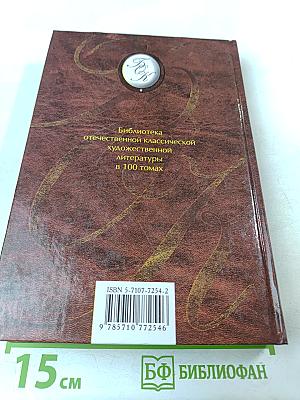 Библиотека
отечественной классической
художественной
литературы
в 100 томах
ISBN 5-7107-7254-2
9 785710 772546
15 см
БФ БИБЛИОФАН